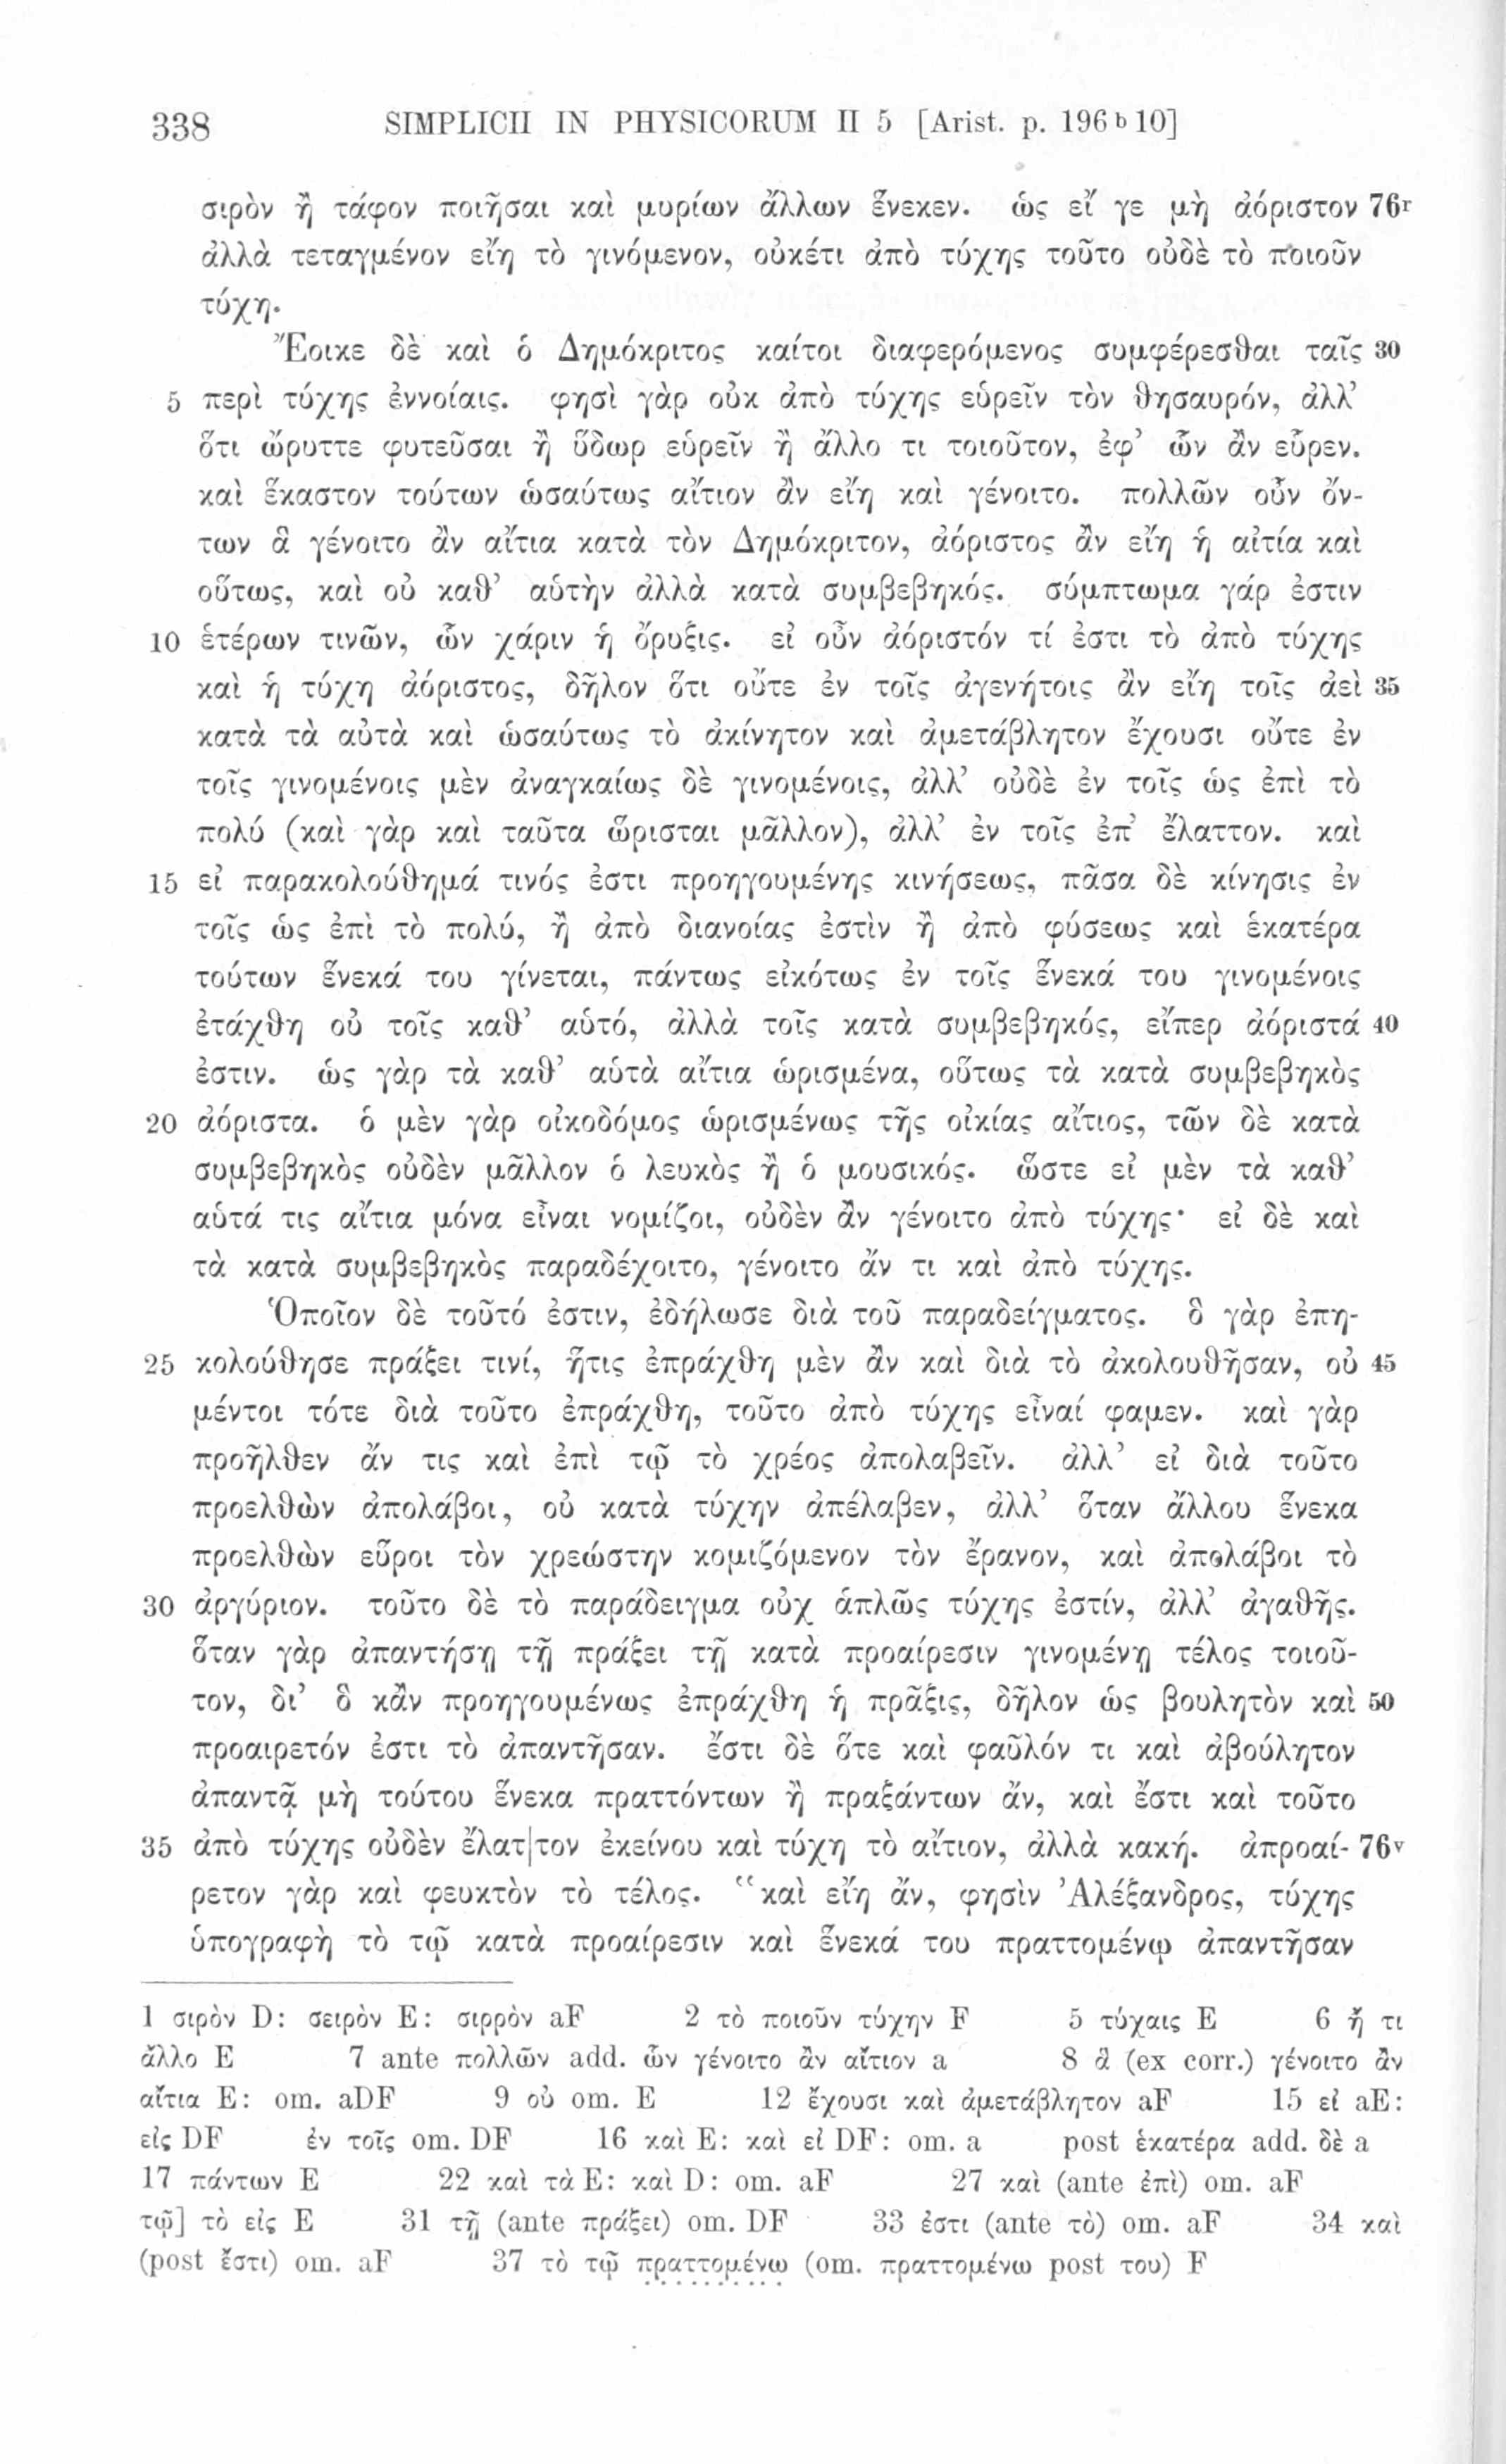 338 SIMPLICII IN PHYSICORUM II 5 [Arist. p. 196 b 10]
σιρὸν ἢ τάφον ποιῆσαι καὶ μυρίων ἄλλων ἕνεκεν. ὡς εἴ γε μὴ ἀόριστον 76r
ἀλλὰ τεταγμένον εἴη τὸ γινόμενον, οὐκέτι ἀπὸ τύχης τοῦτο οὐδὲ τὸ ποιοῦν
τύχη.
Ἔοικε δὲ καὶ ὁ Δημόκριτος καίτοι διαφερόμενος συμφέρεσθαι ταῖς 30
5 περὶ τύχης ἐννοίαις. φησὶ γὰρ οὐκ ἀπὸ τύχης εὑρεῖν τὸν θησαυρόν, ἀλλ’
ὅτι ὤρυττε φυτεῦσαι ἢ ὕδωρ εὑρεῖν ἢ ἄλλο τι τοιοῦτον, ἐφ’ ὧν ἂν εὗρεν.
καὶ ἕκαστον τούτων ὡσαύτως αἴτιον ἂν εἴη καὶ γένοιτο. πολλῶν οὖν ὄν-
των ἃ γένοιτο ἂν αἴτια κατὰ τὸν Δημόκριτον, ἀόριστος ἂν εἴη ἡ αἰτία καὶ
οὕτως, καὶ οὐ καθ’ αὑτὴν ἀλλὰ κατὰ συμβεβηκός. σύμπτωμα γάρ ἐστιν
10 ἑτέρων τινῶν, ὧν χάριν ἡ ὄρυξις. εἰ οὖν ἀόριστόν τί ἐστι τὸ ἀπὸ τύχης
καὶ ἡ τύχη ἀόριστος, δῆλον ὅτι οὔτε ἐν τοῖς ἀγενήτοις ἂν εἴη τοῖς ἀεὶ 35
κατὰ τὰ αὐτὰ καὶ ὡσαύτως τὸ ἀκίνητον καὶ ἀμετάβλητον ἔχουσι οὔτε ἐν
τοῖς γινομένοις μὲν ἀναγκαίως δὲ γινομένοις, ἀλλ’ οὐδὲ ἐν τοῖς ὡς ἐπὶ τὸ
πολύ (καὶ γὰρ καὶ ταῦτα ὥρισται μᾶλλον), ἀλλ’ ἐν τοῖς ἐπ’ ἔλαττον. καὶ
15 εἰ παρακολούθημά τινός ἐστι προηγουμένης κινήσεως, πᾶσα δὲ κίνησις ἐν
τοῖς ὡς ἐπὶ τὸ πολύ, ἢ ἀπὸ διανοίας ἐστὶν ἢ ἀπὸ φύσεως καὶ ἑκατέρα
τούτων ἕνεκά του γίνεται, πάντως εἰκότως ἐν τοῖς ἕνεκά του γινομένοις
ἐτάχθη οὐ τοῖς καθ’ αὑτό, ἀλλὰ τοῖς κατὰ συμβεβηκός, εἴπερ ἀόριστά 40
ἐστιν. ὡς γὰρ τὰ καθ’ αὑτὰ αἴτια ὡρισμένα, οὕτως τὰ κατὰ συμβεβηκὸς
20 ἀόριστα. ὁ μὲν γὰρ οἰκοδόμος ὡρισμένως τῆς οἰκίας αἴτιος, τῶν δὲ κατὰ
συμβεβηκὸς οὐδὲν μᾶλλον ὁ λευκὸς ἢ ὁ μουσικός. ὥστε εἰ μὲν τὰ καθ’
αὑτά τις αἴτια μόνα εἶναι νομίζοι, οὐδὲν ἂν γένοιτο ἀπὸ τύχης· εἰ δὲ καὶ
τὰ κατὰ συμβεβηκὸς παραδέχοιτο, γένοιτο ἄν τι καὶ ἀπὸ τύχης.
Ὁποῖον δὲ τοῦτό ἐστιν, ἐδήλωσε διὰ τοῦ παραδείγματος. ὃ γὰρ ἐπη-
25 κολούθησε πράξει τινί, ἥτις ἐπράχθη μὲν ἂν καὶ διὰ τὸ ἀκολουθῆσαν, οὐ 45
μέντοι τότε διὰ τοῦτο ἐπράχθη, τοῦτο ἀπὸ τύχης εἶναί φαμεν. καὶ γὰρ
προῆλθεν ἄν τις καὶ ἐπὶ τῷ τὸ χρέος ἀπολαβεῖν. ἀλλ’ εἰ διὰ τοῦτο
προελθὼν ἀπολάβοι, οὐ κατὰ τύχην ἀπέλαβεν, ἀλλ’ ὅταν ἄλλου ἕνεκα
προελθὼν εὕροι τὸν χρεώστην κομιζόμενον τὸν ἔρανον, καὶ ἀπολάβοι τὸ
30 ἀργύριον. τοῦτο δὲ τὸ παράδειγμα οὐχ ἁπλῶς τύχης ἐστίν, ἀλλ’ ἀγαθῆς.
ὅταν γὰρ ἀπαντήσῃ τῇ πράξει τῇ κατὰ προαίρεσιν γινομένῃ τέλος τοιοῦ-
τον, δι’ ὃ κἂν προηγουμένως ἐπράχθη ἡ πρᾶξις, δῆλον ὡς βουλητὸν καὶ 50
προαιρετόν ἐστι τὸ ἀπαντῆσαν. ἔστι δὲ ὅτε καὶ φαῦλόν τι καὶ ἀβούλητον
ἀπαντᾷ μὴ τούτου ἕνεκα πραττόντων ἢ πραξάντων ἄν, καὶ ἔστι καὶ τοῦτο
35 ἀπὸ τύχης οὐδὲν ἔλατ|τον ἐκείνου καὶ τύχη τὸ αἴτιον, ἀλλὰ κακή. ἀπροαί- 76v
ρετον γὰρ καὶ φευκτὸν τὸ τέλος. “καὶ εἴη ἄν, φησὶν Ἀλέξανδρος, τύχης
ὑπογραφὴ τὸ τῷ κατὰ προαίρεσιν καὶ ἕνεκά του πραττομένῳ ἀπαντῆσαν
1 σιρὸν D: σειρὸν E: σιρρὸν aF 2 τὸ ποιοῦν τύχην F 5 τύχαις E 6 ἤ τι
ἄλλο E 7 ante πολλῶν add. ὧν γένοιτο ἂν αἴτιον a 8 ἃ (ex corr.) γένοιτο ἂν
αἴτια E: om. aDF 9 οὐ om. E 12 ἔχουσι καὶ ἀμετάβλητον aF 15 εἰ aE:
εἰς DF ἐν τοῖς om. DF 16 καὶ E: καὶ εἰ DF: om. a post ἑκατέρα add. δὲ a
17 πάντων E 22 καὶ τὰ E: καὶ D: om. aF 27 καὶ (ante ἐπὶ) om. aF
τῷ] τὸ εἰς E 31 τῇ (ante πράξει) om. DF 33 ἐστι (ante τὸ) om. aF 34 καὶ
(post ἔστι) om. aF 37 τὸ τῷ πραττομένω (om. πραττομένω post του) F